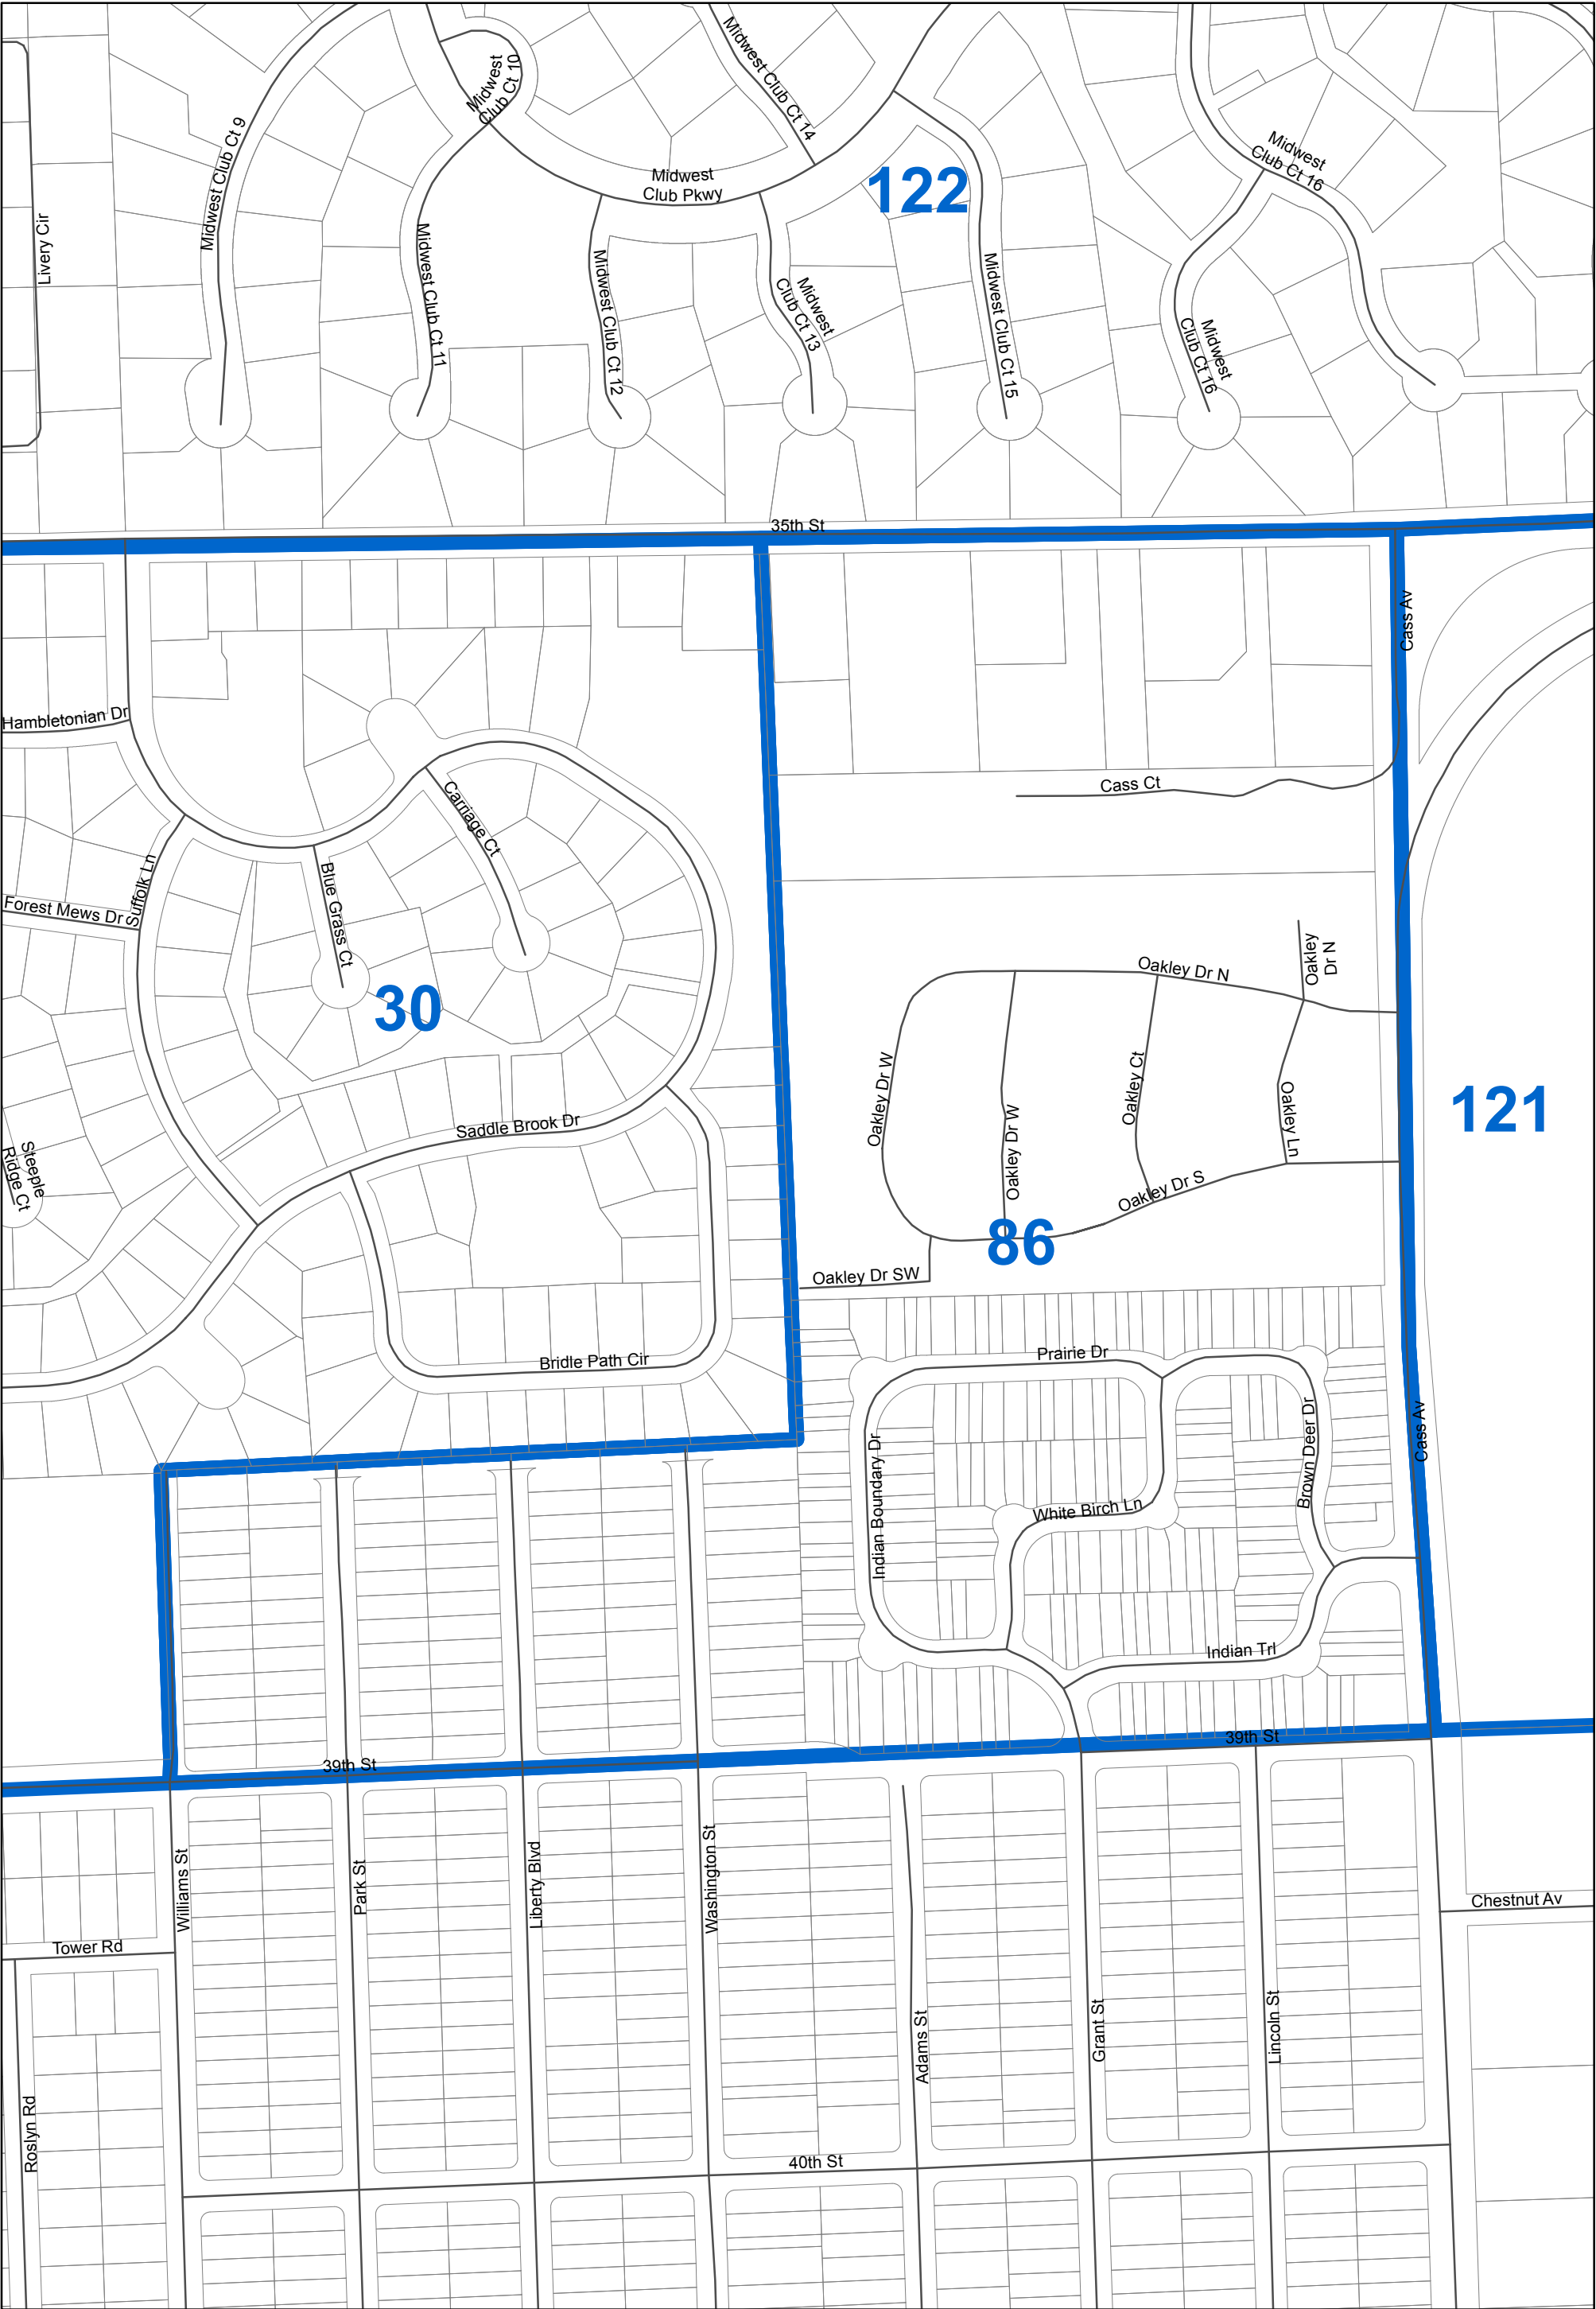 Midwest
Club Ct 10
Midwest Club Ct 14
Midwest Club Ct 9
Midwest
Club Ct 16
Midwest
Club Pkwy
122
Livery Cir
Midwest Club Ct 11
Midwest Club Ct 12
Midwest
Club Ct 13
Midwest Club Ct 15
Midwest
Club Ct 16
35th St
Cass Av
Hambletonian Dr
Cass Ct
Carriage Ct
Suffolk Ln
Blue Grass Ct
Forest Mews Dr
Oakley
Dr N
Oakley Dr N
30
Oakley Dr W
Oakley Dr W
Oakley Ct
Oakley Ln
121
Saddle Brook Dr
Steeple
Ridge Ct
Oakley Dr S
86
Oakley Dr SW
Bridle Path Cir
Prairie Dr
Brown Deer Dr
Cass Av
Indian Boundary Dr
White Birch Ln
Indian Trl
39th St
39th St
Williams St
Park St
Liberty Blvd
Washington St
Chestnut Av
Tower Rd
Adams St
Grant St
Lincoln St
Roslyn Rd
40th St